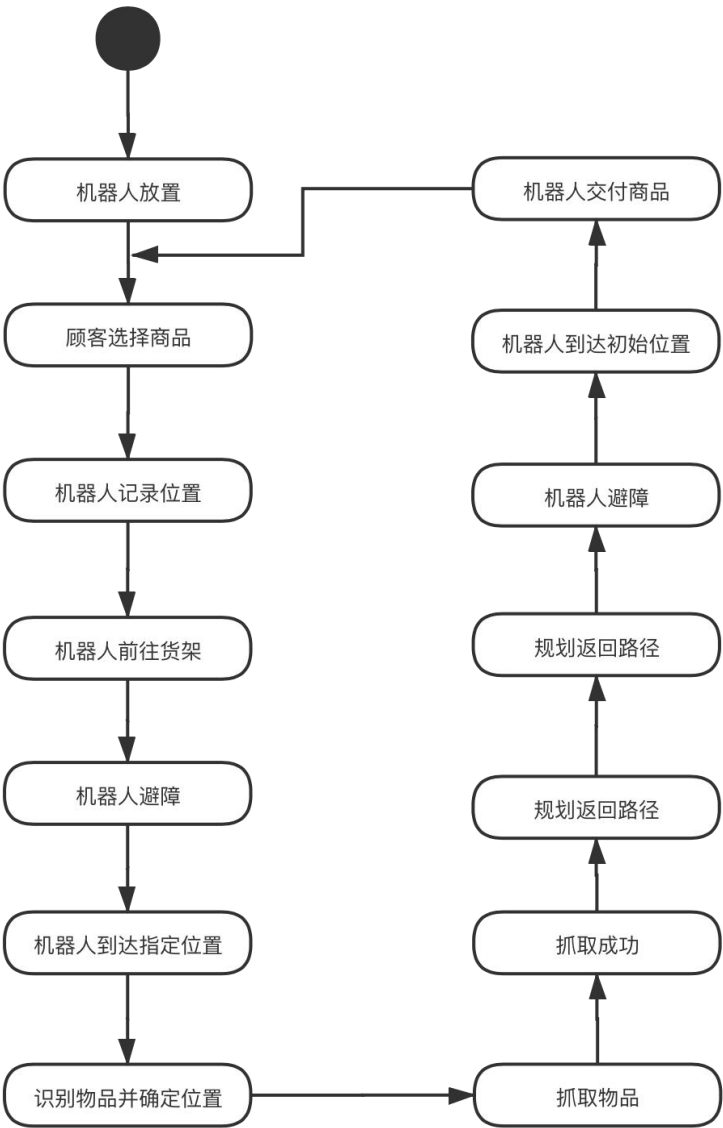 机器人放置
顾客选择商品
机器人记录位置
机器人前往货架
机器人避障
机器人到达指定位置
识别物品并确定位置
抓取物品
抓取成功
规划返回路径
规划返回路径
机器人避障
机器人到达初始位置
机器人交付商品